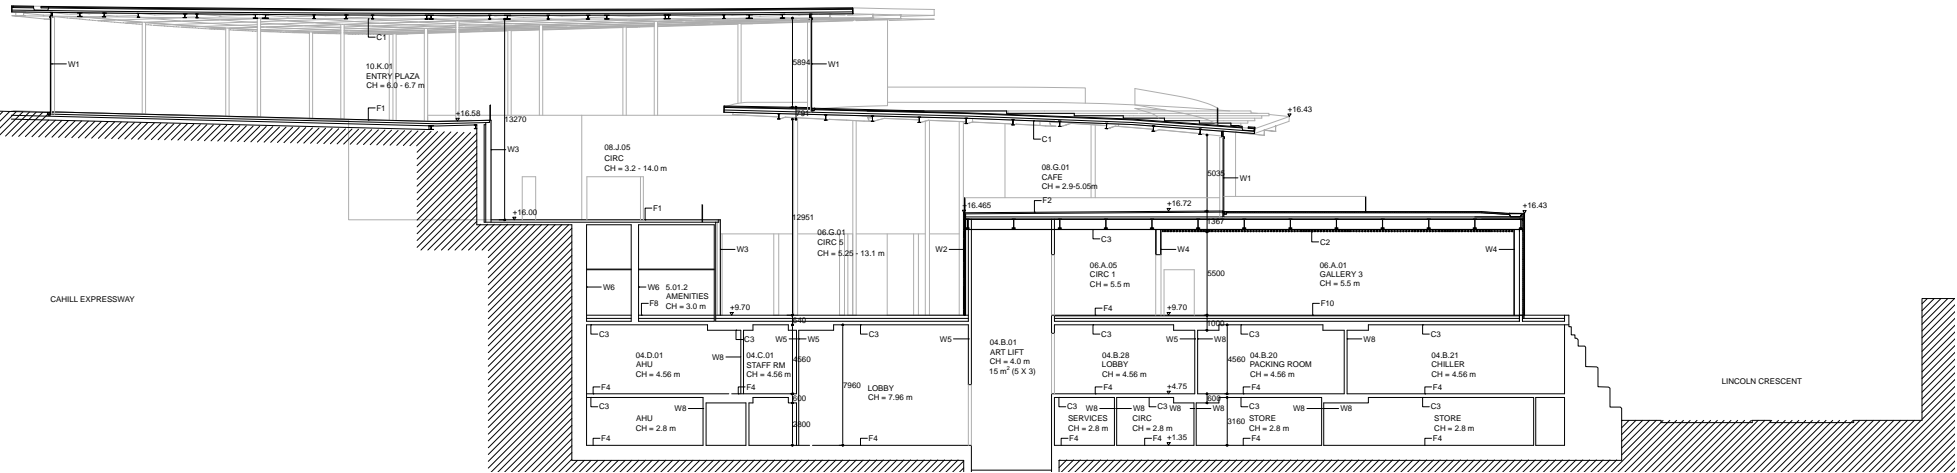 C1
W1
10.K.01
ENTRY PLAZA
CH = 6.0 - 6.7 m
F1
5894
W1
+16.58
13270
791
+16.43
W3
08.J.05
CIRC
CH = 3.2 - 14.0 m
C1
08.G.01
CAFE
CH = 2.9-5.05m
5035
W1
F2
F1
+16.00
12951
+16.465
+16.72
+16.43
1367
06.G.01
CIRC 5
CH = 5.25 - 13.1 m
W3
W2
C3
C2
W4
W4
06.A.05
CIRC 1
CH = 5.5 m
06.A.01
GALLERY 3
CH = 5.5 m
5500
W6
W6
5.01.2
AMENITIES
CH = 3.0 m
F8
+9.70
F4
+9.70
F10
CAHILL EXPRESSWAY
640
1000
C3
C3
W5
W5
C3
W5
C3
W8
W8
C3
W8
C3
04.D.01
AHU
CH = 4.56 m
W8
04.C.01
STAFF RM
CH = 4.56 m
4560
04.B.01
ART LIFT
CH = 4.0 m
15 m² (5 X 3)
04.B.28
LOBBY
CH = 4.56 m
4560
04.B.20
PACKING ROOM
CH = 4.56 m
04.B.21
CHILLER
CH = 4.56 m
LINCOLN CRESCENT
F4
F4
7960
LOBBY
CH = 7.96 m
F4
+4.75
F4
F4
600
600
C3
W8
C3
W8
W8
C3
W8
W8
C3
W8
W8
C3
AHU
CH = 2.8 m
2800
SERVICES
CH = 2.8 m
CIRC
CH = 2.8 m
3160
STORE
CH = 2.8 m
STORE
CH = 2.8 m
F4
F4
F4
F4
+1.35
F4
F4